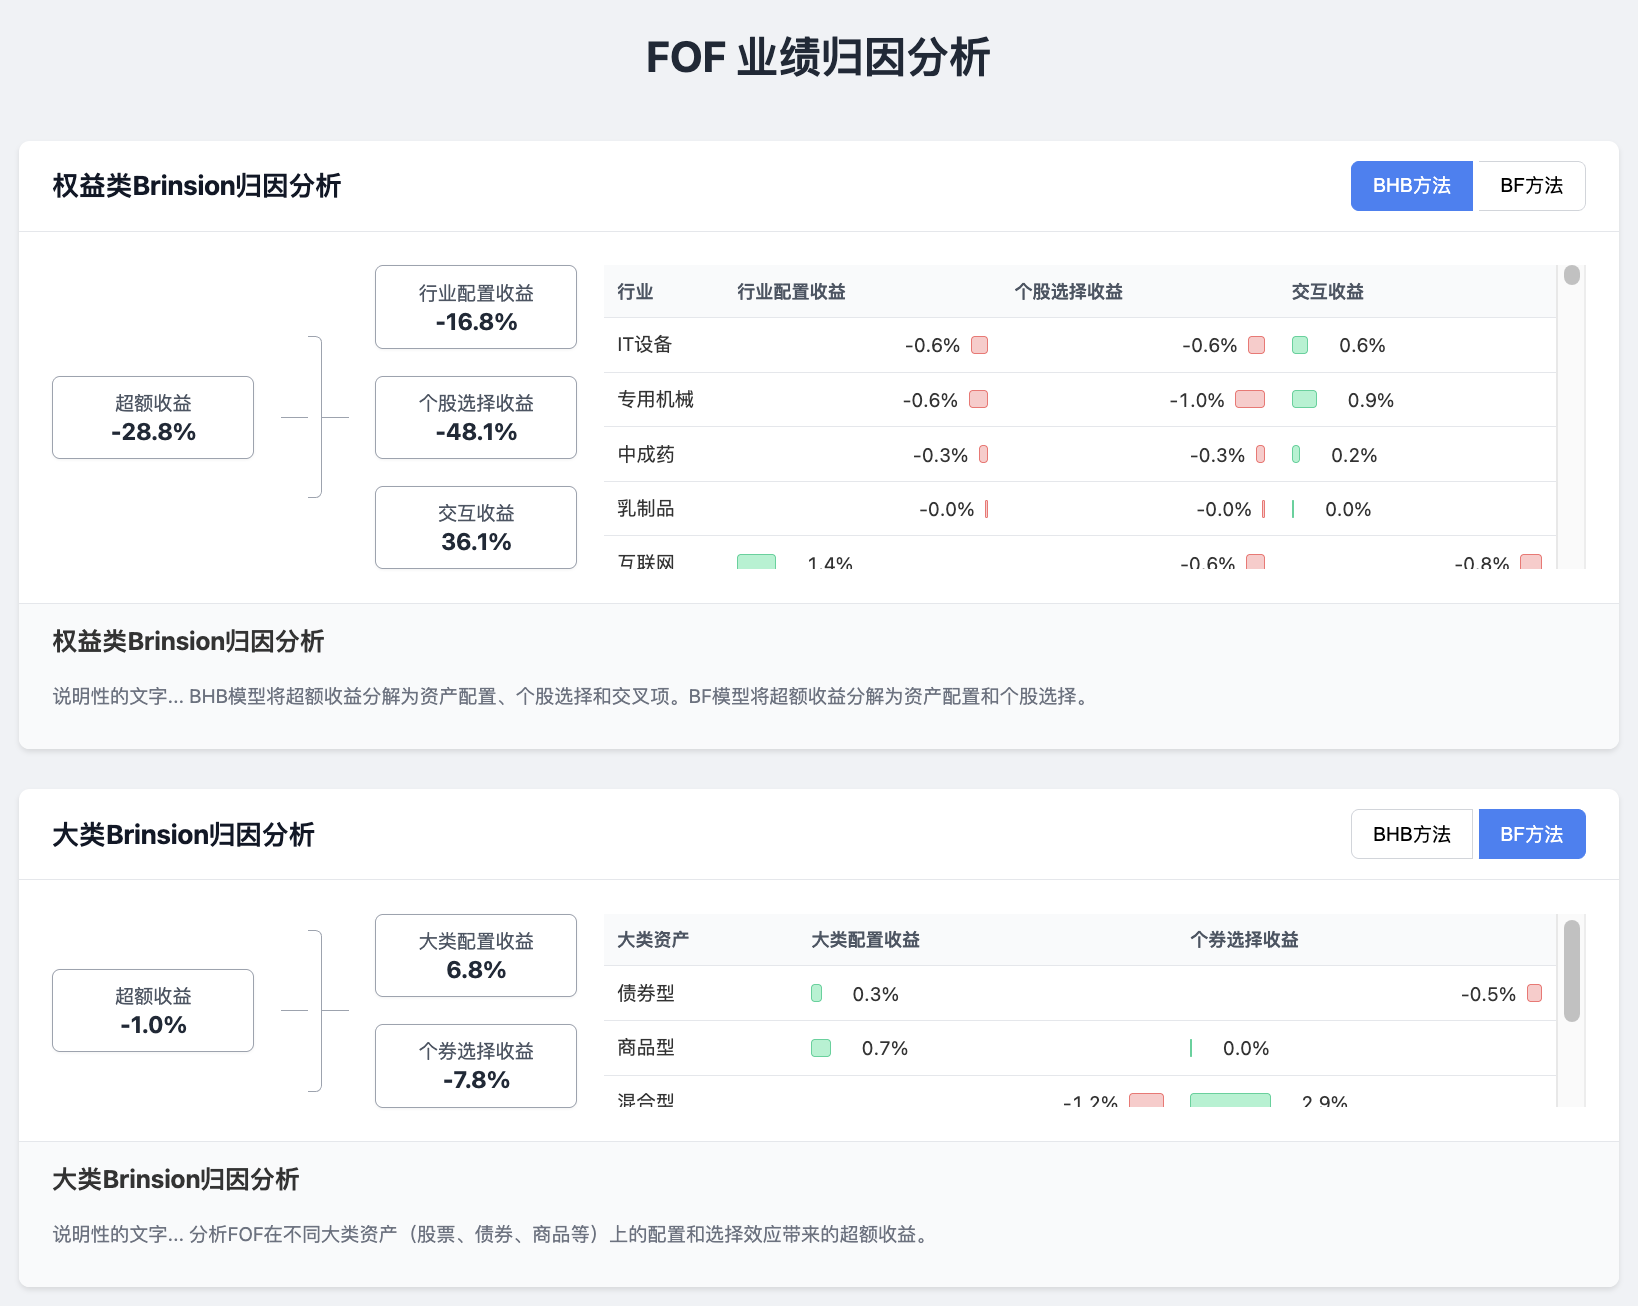 FOF 业绩归因分析
权益类Brinsion归因分析
BHB方法 BF方法
超额收益
-28.8%
行业配置收益
-16.8%
个股选择收益
-48.1%
交互收益
36.1%
行业 行业配置收益 个股选择收益 交互收益
IT设备 -0.6% -0.6% 0.6%
专用机械 -0.6% -1.0% 0.9%
中成药 -0.3% -0.3% 0.2%
乳制品 -0.0% -0.0% 0.0%
互联网 1.4% -0.6% -0.8%
权益类Brinsion归因分析
说明性的文字... BHB模型将超额收益分解为资产配置、个股选择和交叉项。BF模型将超额收益分解为资产配置和个股选择。
大类Brinsion归因分析
BHB方法 BF方法
超额收益
-1.0%
大类配置收益
6.8%
个券选择收益
-7.8%
大类资产 大类配置收益 个券选择收益
债券型 0.3% -0.5%
商品型 0.7% 0.0%
混合型 -1.2% 2.9%
大类Brinsion归因分析
说明性的文字... 分析FOF在不同大类资产（股票、债券、商品等）上的配置和选择效应带来的超额收益。